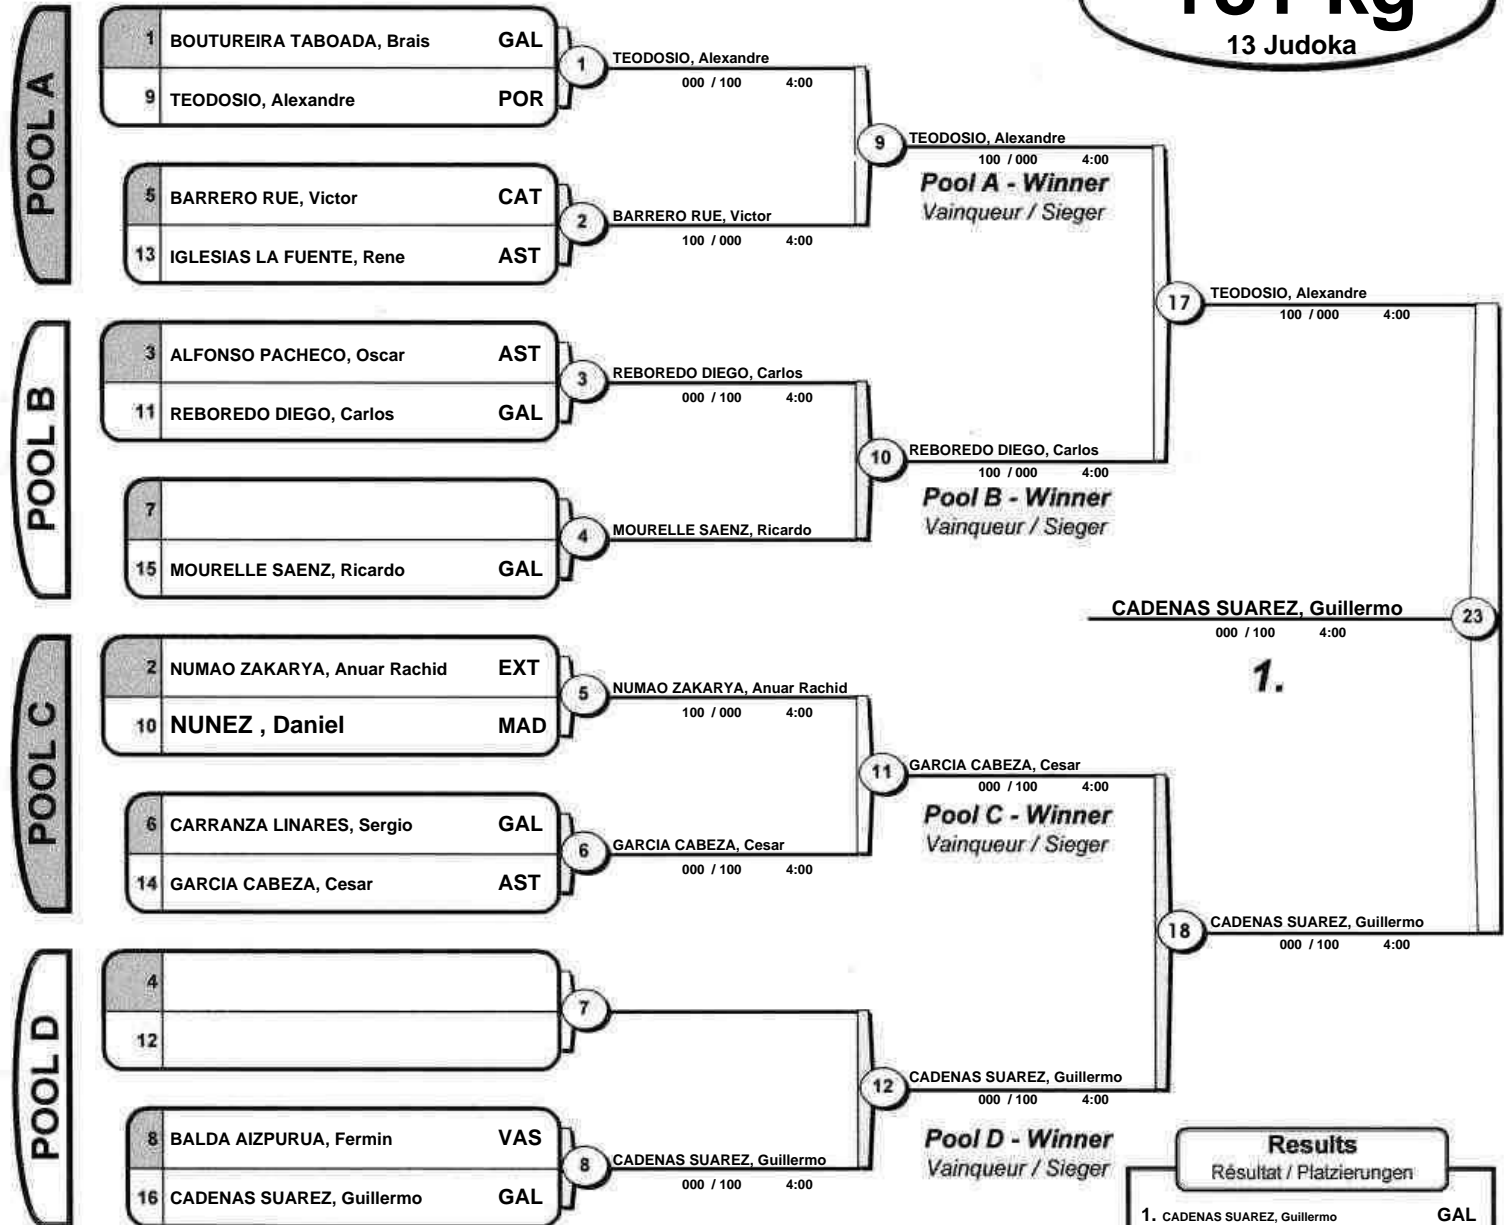 13 Judoka
POOL A
1 BOUTUREIRA TABOADA, Brais GAL
9 TEODOSIO, Alexandre POR
1
TEODOSIO, Alexandre
000 / 100 4:00
5 BARRERO RUE, Victor CAT
13 IGLESIAS LA FUENTE, Rene AST
2
BARRERO RUE, Victor
100 / 000 4:00
9
TEODOSIO, Alexandre
100 / 000 4:00
Pool A - Winner
Vainqueur / Sieger
POOL B
3 ALFONSO PACHECO, Oscar AST
11 REBOREDO DIEGO, Carlos GAL
3
REBOREDO DIEGO, Carlos
000 / 100 4:00
7
15 MOURELLE SAENZ, Ricardo GAL
4
MOURELLE SAENZ, Ricardo
10
REBOREDO DIEGO, Carlos
100 / 000 4:00
Pool B - Winner
Vainqueur / Sieger
17
TEODOSIO, Alexandre
100 / 000 4:00
CADENAS SUAREZ, Guillermo
23
000 / 100 4:00
1.
POOL C
2 NUMAO ZAKARYA, Anuar Rachid EXT
10 NUNEZ , Daniel MAD
5
NUMAO ZAKARYA, Anuar Rachid
100 / 000 4:00
6 CARRANZA LINARES, Sergio GAL
14 GARCIA CABEZA, Cesar AST
6
GARCIA CABEZA, Cesar
000 / 100 4:00
11
GARCIA CABEZA, Cesar
000 / 100 4:00
Pool C - Winner
Vainqueur / Sieger
18
CADENAS SUAREZ, Guillermo
000 / 100 4:00
POOL D
4
12
7
8 BALDA AIZPURUA, Fermin VAS
16 CADENAS SUAREZ, Guillermo GAL
8
CADENAS SUAREZ, Guillermo
000 / 100 4:00
12
CADENAS SUAREZ, Guillermo
000 / 100 4:00
Pool D - Winner
Vainqueur / Sieger
Results
Résultat / Platzierungen
1. CADENAS SUAREZ, Guillermo GAL